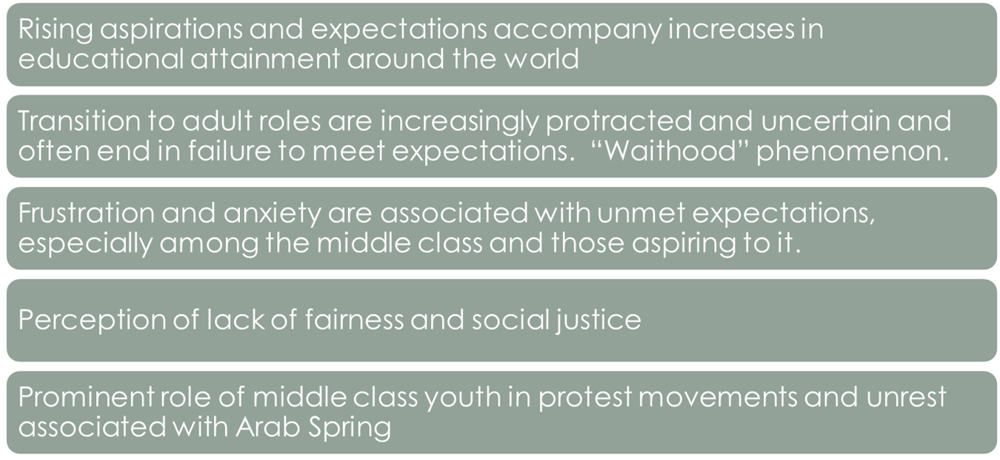 Rising aspirations and expectations accompany increases in
educational attainment around the world
Transition to adult roles are increasingly protracted and uncertain and
often end in failure to meet expectations.  “Waithood” phenomenon.
Frustration and anxiety are associated with unmet expectations,
especially among the middle class and those aspiring to it.
Perception of lack of fairness and social justice
Prominent role of middle class youth in protest movements and unrest
associated with Arab Spring